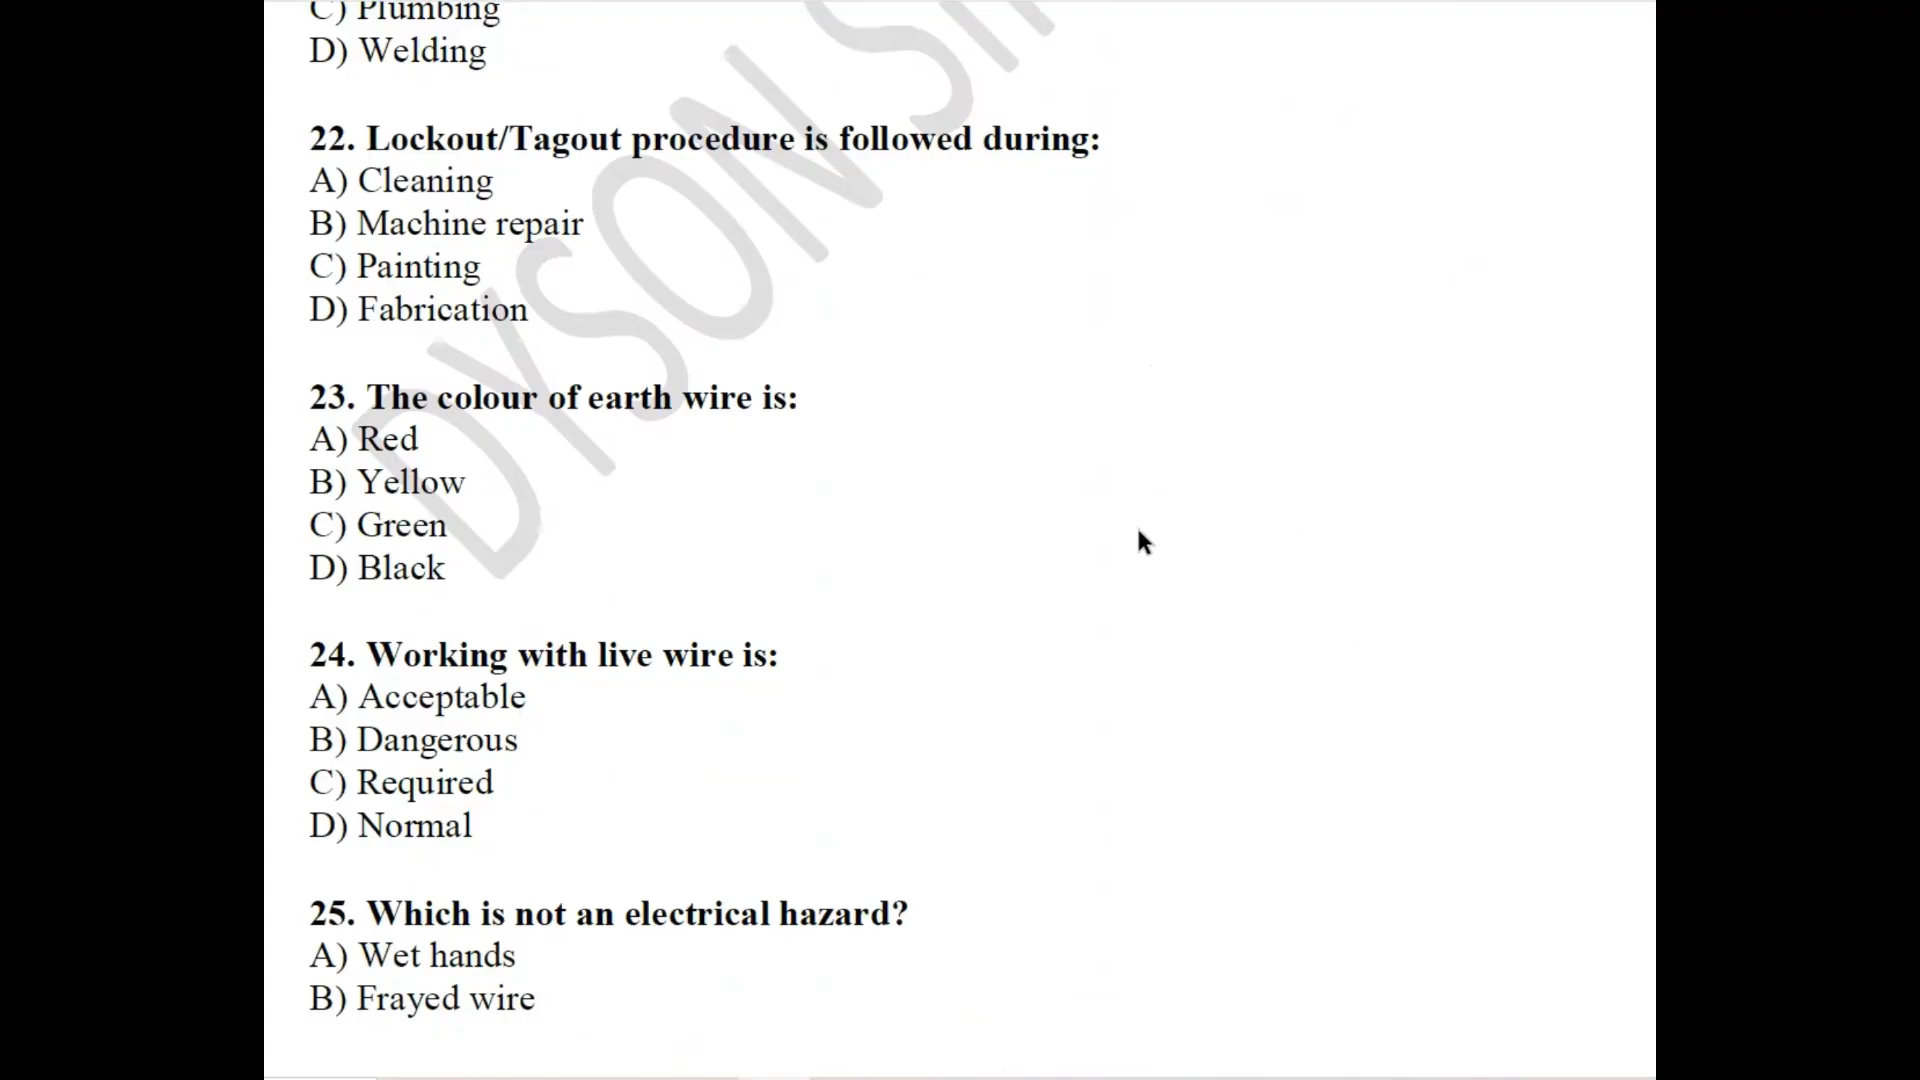 C) Plumbing
D) Welding
22. Lockout/Tagout procedure is followed during:
A) Cleaning
B) Machine repair
C) Painting
D) Fabrication
23. The colour of earth wire is:
A) Red
B) Yellow
C) Green
D) Black
24. Working with live wire is:
A) Acceptable
B) Dangerous
C) Required
D) Normal
25. Which is not an electrical hazard?
A) Wet hands
B) Frayed wire
DYSON